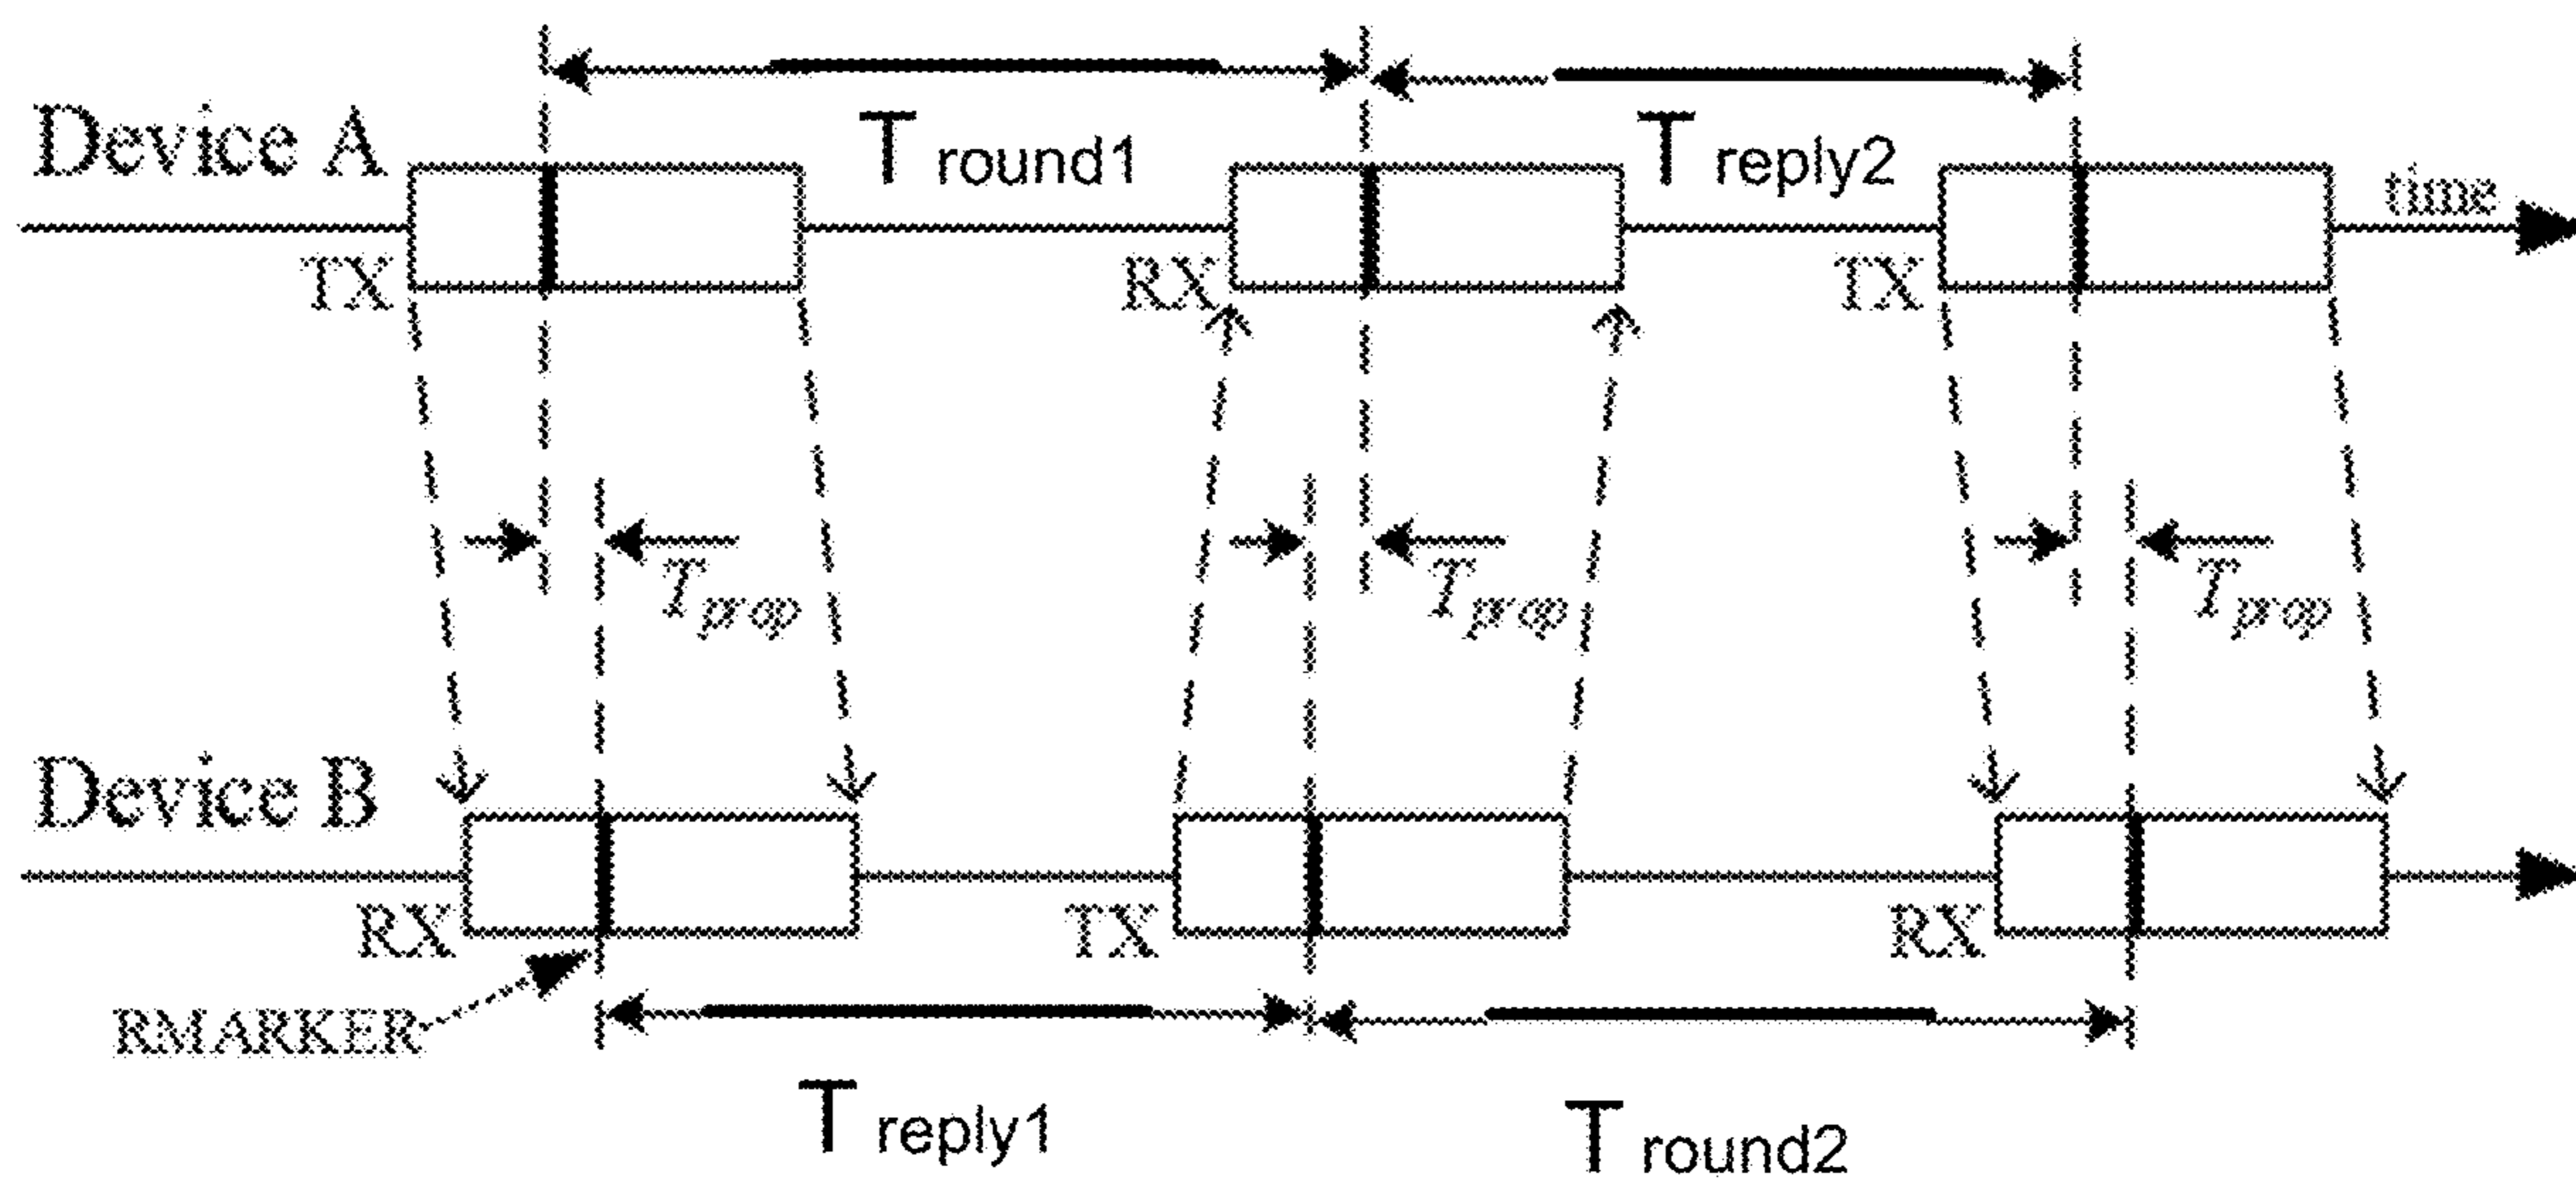 Device A
T round1
T reply2
time
TX
RX
TX
Tprop
Tprop
Tprop
Device B
RX
TX
RX
RMARKER
T reply1
T round2